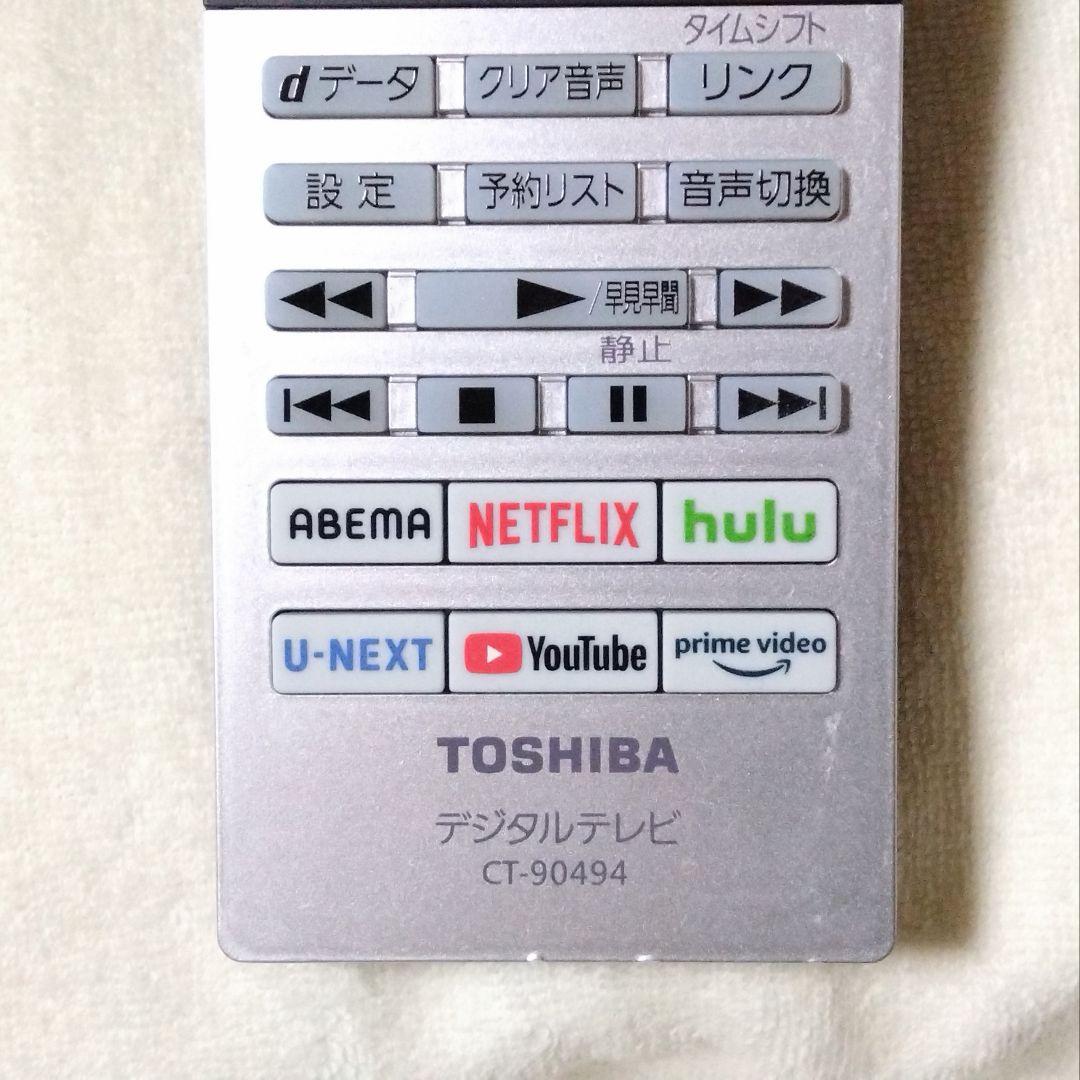 タイムシフト
dデータ クリア音声 リンク
設定 予約リスト 音声切換
/早見早聞
静止
ABEMA NETFLIX hulu
U-NEXT YouTube prime video
TOSHIBA
デジタルテレビ
CT-90494